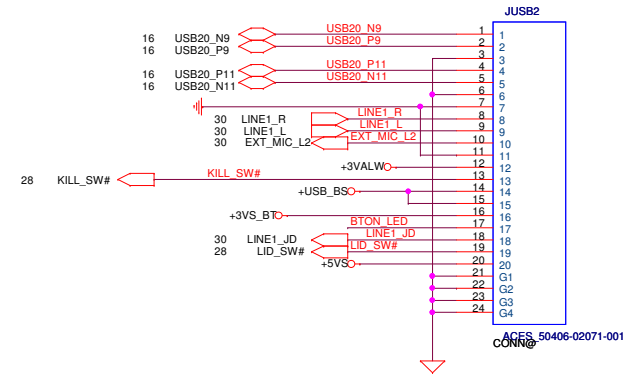 JUSB2
16 USB20_N9 USB20_N9 1 1
16 USB20_P9 USB20_P9 2 2
3 3
16 USB20_P11 USB20_P11 4 4
16 USB20_N11 USB20_N11 5 5
6 6
7 7
30 LINE1_R LINE1_R 8 8
30 LINE1_L LINE1_L 9 9
30 EXT_MIC_L2 EXT_MIC_L2 10 10
11 11
+3VALW 12 12
28 KILL_SW# KILL_SW# 13 13
+USB_BS 14 14
15 15
+3VS_BT 16 16
BTON_LED 17 17
30 LINE1_JD LINE1_JD 18 18
28 LID_SW# LID_SW# 19 19
+5VS 20 20
21 G1
22 G2
23 G3
24 G4
ACES_50406-02071-001
CONN@